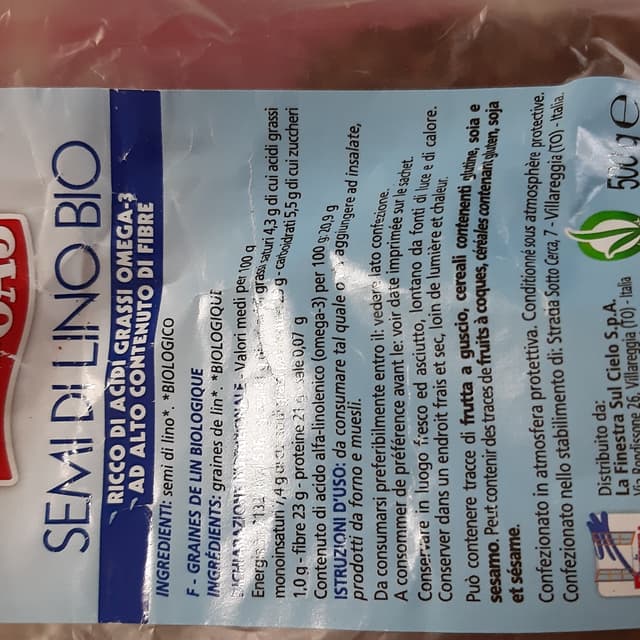 SEMI DI LINO BIO
RICCO DI ACIDI GRASSI OMEGA-3
AD ALTO CONTENUTO DI FIBRE
INGREDIENTI: semi di lino*. *BIOLOGICO
F - GRAINES DE LIN BIOLOGIQUE
INGRÉDIENTS: graines de lin*. *BIOLOGIQUE
- Valori medi per 100 g
grassi saturi 4,3 g di cui acidi grassi
monoinsaturi 7,4 g di cui - carboidrati 5,5 g di cui zuccheri
1,0 g - fibre 23 g - proteine 21 g - sale 0,07 g
Contenuto di acido alfa-linolenico (omega-3) per 100 g: 20,9 g
ISTRUZIONI D'USO: da consumare tal quale o aggiungere ad insalate,
prodotti da forno e muesli.
Da consumarsi preferibilmente entro il: vedere lato confezione.
A consommer de préférence avant le: voir date imprimée sur le sachet.
Conservare in luogo fresco ed asciutto, lontano da fonti di luce e di calore.
Conserver dans un endroit frais et sec, loin de lumière et chaleur.
Può contenere tracce di frutta a guscio, cereali contenenti glutine, soia e
sesamo. Peut contenir des traces de fruits à coques, céréales contenant gluten, soja
et sésame.
Confezionato in atmosfera protettiva. Conditionné sous atmosphère protective.
Confezionato nello stabilimento di: Strada Sotto Cerca, 7 - Villareggia (TO) - Italia.
Distribuito da:
La Finestra Sul Cielo S.p.A.
26, Villareggia (TO) - Italia
500 g e